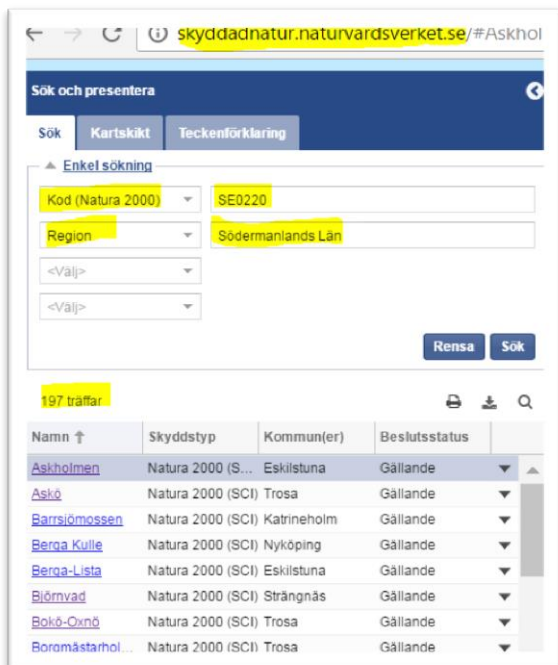 skyddadnatur.naturvardsverket.se/#Askhol
Sök och presentera
Sök Kartskikt Teckenförklaring
Enkel sökning
Kod (Natura 2000) SE0220
Region Södermanlands Län
<Välj>
<Välj>
Rensa Sök
197 träffar
Namn Skyddstyp Kommun(er) Beslutsstatus
Askholmen Natura 2000 (S... Eskilstuna Gällande
Askö Natura 2000 (SCI) Trosa Gällande
Barrsjömossen Natura 2000 (SCI) Katrineholm Gällande
Berga Kulle Natura 2000 (SCI) Nyköping Gällande
Berga-Lista Natura 2000 (SCI) Eskilstuna Gällande
Björnvad Natura 2000 (SCI) Strängnäs Gällande
Bokö-Oxnö Natura 2000 (SCI) Trosa Gällande
Borgmästarhol... Natura 2000 (SCI) Trosa Gällande